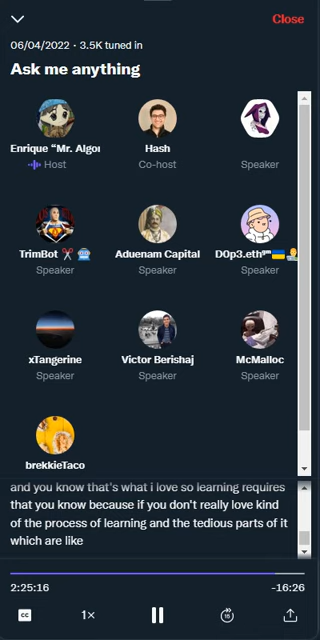 Close
06/04/2022 · 3.5K tuned in
Ask me anything
Enrique "Mr. Algor
Host
Hash
Co-host
Speaker
TrimBot ✂️ 🤖
Speaker
Aduenam Capital
Speaker
D0p3.eth
Speaker
xTangerine
Speaker
Victor Berishaj
Speaker
McMalloc
Speaker
brekkieTaco
and you know that's what i love so learning requires
that you know because if you don't really love kind
of the process of learning and the tedious parts of it
which are like
2:25:16
-16:26
CC
1×
15